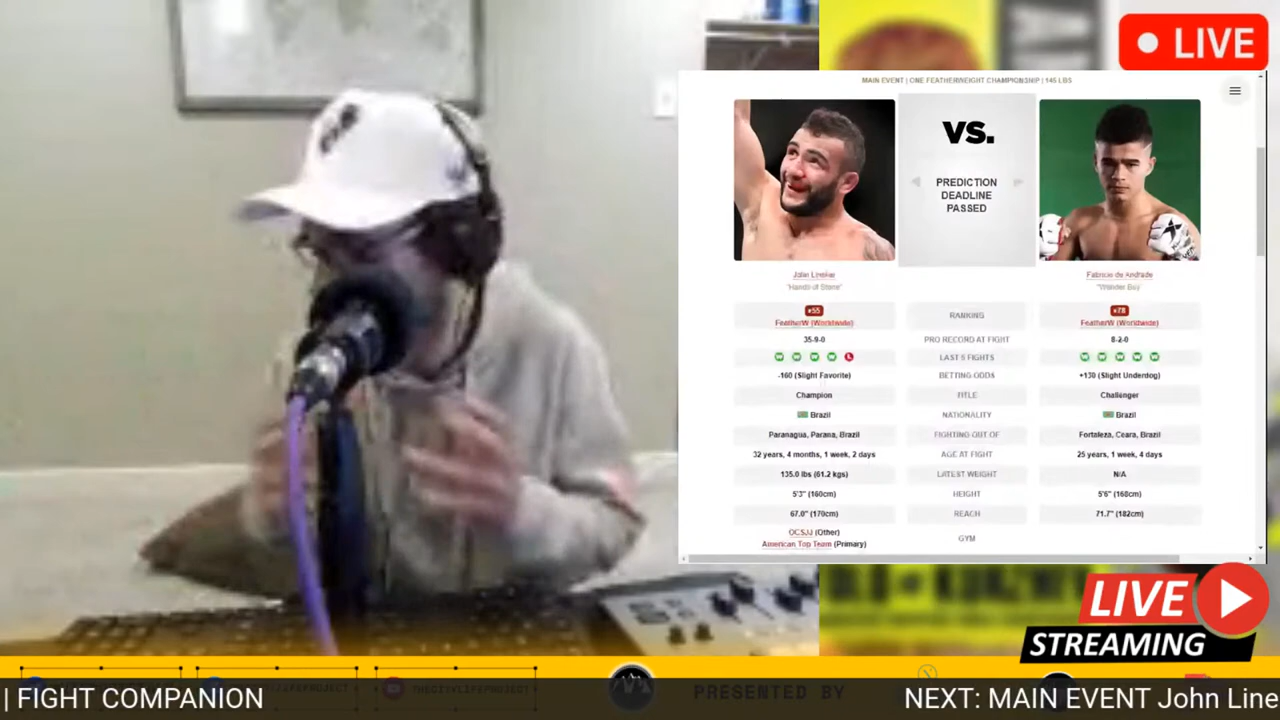 LIVE
MAIN EVENT | ONE FEATHERWEIGHT CHAMPIONSHIP | 145 LBS
VS.
PREDICTION
DEADLINE
PASSED
John Lineker
"Hands of Stone"
Fabricio de Andrade
"Wonder Boy"
#55
FeatherW (Worldwide)
RANKING
#78
FeatherW (Worldwide)
35-9-0
PRO RECORD AT FIGHT
8-2-0
W W W W L
LAST 5 FIGHTS
W W W W W
-160 (Slight Favorite)
BETTING ODDS
+130 (Slight Underdog)
Champion
TITLE
Challenger
Brazil
NATIONALITY
Brazil
Paranagua, Parana, Brazil
FIGHTING OUT OF
Fortaleza, Ceara, Brazil
32 years, 4 months, 1 week, 2 days
AGE AT FIGHT
25 years, 1 week, 4 days
135.0 lbs (61.2 kgs)
LATEST WEIGHT
N/A
5'3" (160cm)
HEIGHT
5'6" (168cm)
67.0" (170cm)
REACH
71.7" (182cm)
OCSJJ (Other)
American Top Team (Primary)
GYM
LIVE
STREAMING
THECITYLIFEPROJECT
PRESENTED BY
| FIGHT COMPANION
NEXT: MAIN EVENT John Line